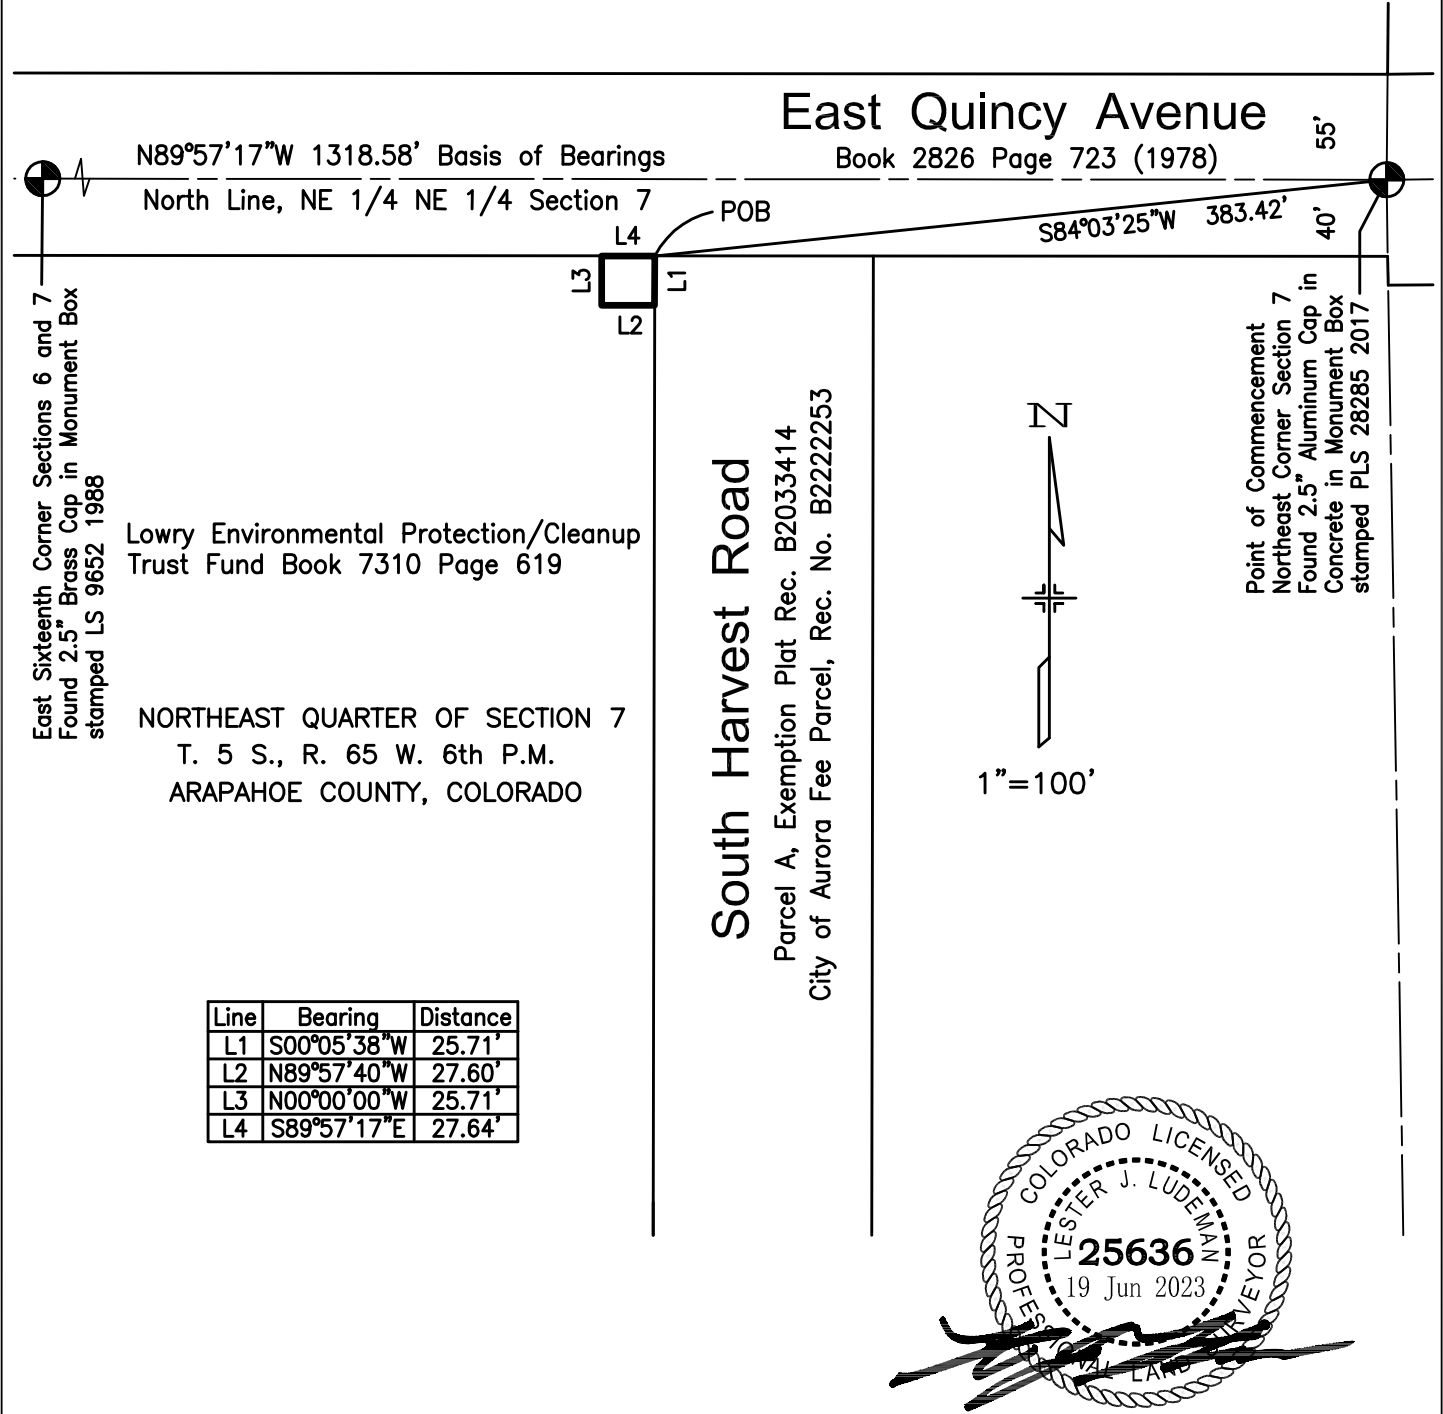 East Quincy Avenue
Book 2826 Page 723 (1978)
55'
40'
N89°57'17"W 1318.58' Basis of Bearings
North Line, NE 1/4 NE 1/4 Section 7
POB
S84°03'25"W 383.42'
L4
L3
L1
L2
East Sixteenth Corner Sections 6 and 7
Found 2.5" Brass Cap in Monument Box
stamped LS 9652 1988
Point of Commencement
Northeast Corner Section 7
Found 2.5" Aluminum Cap in
Concrete in Monument Box
stamped PLS 28285 2017
Lowry Environmental Protection/Cleanup
Trust Fund Book 7310 Page 619
NORTHEAST QUARTER OF SECTION 7
T. 5 S., R. 65 W. 6th P.M.
ARAPAHOE COUNTY, COLORADO
South Harvest Road
Parcel A, Exemption Plat Rec. B2033414
City of Aurora Fee Parcel, Rec. No. B2222253
N
1"=100'
Line Bearing Distance
L1 S00°05'38"W 25.71'
L2 N89°57'40"W 27.60'
L3 N00°00'00"W 25.71'
L4 S89°57'17"E 27.64'
COLORADO LICENSED
LESTER J. LUDEMAN
25636
19 Jun 2023
PROFESSIONAL LAND SURVEYOR